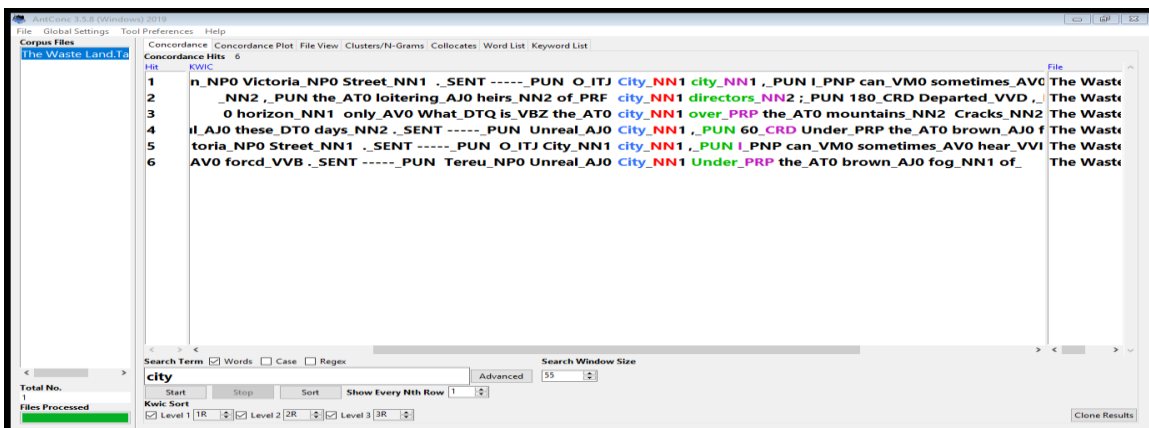 AntConc 3.5.8 (Windows) 2019
File Global Settings Tool Preferences Help
Corpus Files
The Waste Land.Ta
Concordance Concordance Plot File View Clusters/N-Grams Collocates Word List Keyword List
Concordance Hits 6
Hit KWIC File
1 n_NP0 Victoria_NP0 Street_NN1 ._SENT -----_PUN O_ITJ City_NN1 city_NN1 ,_PUN I_PNP can_VM0 sometimes_AV0 The Waste
2 _NN2 ,_PUN the_AT0 loitering_AJ0 heirs_NN2 of_PRF city_NN1 directors_NN2 ;_PUN 180_CRD Departed_VVD ,_ The Waste
3 0 horizon_NN1 only_AV0 What_DTQ is_VBZ the_AT0 city_NN1 over_PRP the_AT0 mountains_NN2 Cracks_NN2 The Waste
4 l_AJ0 these_DT0 days_NN2 ._SENT -----_PUN Unreal_AJ0 City_NN1 ,_PUN 60_CRD Under_PRP the_AT0 brown_AJ0 f The Waste
5 toria_NP0 Street_NN1 ._SENT -----_PUN O_ITJ City_NN1 city_NN1 ,_PUN I_PNP can_VM0 sometimes_AV0 hear_VVI The Waste
6 AV0 forcd_VVB ._SENT -----_PUN Tereu_NP0 Unreal_AJ0 City_NN1 Under_PRP the_AT0 brown_AJ0 fog_NN1 of_ The Waste
Search Term Words Case Regex Search Window Size
city Advanced 55
Total No.
1
Start Stop Sort Show Every Nth Row 1
Files Processed
Kwic Sort
Level 1 1R Level 2 2R Level 3 3R Clone Results